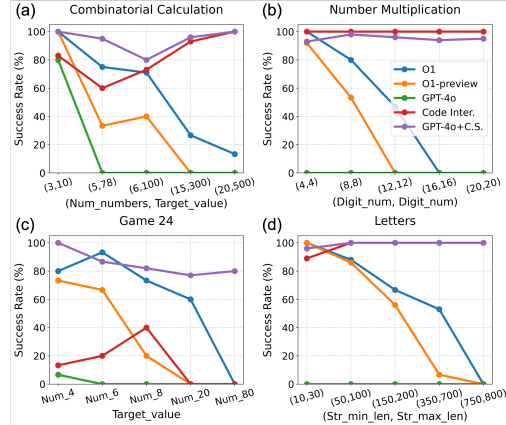 (a) Combinatorial Calculation
Success Rate (%)
100
80
60
40
20
0
(3,10) (5,78) (6,100) (15,300) (20,500)
(Num_numbers, Target_value)
(b) Number Multiplication
Success Rate (%)
100
80
60
40
20
0
O1
O1-preview
GPT-4o
Code Inter.
GPT-4o+C.S.
(4,4) (8,8) (12,12) (16,16) (20,20)
(Digit_num, Digit_num)
(c) Game 24
Success Rate (%)
100
80
60
40
20
0
Num_4 Num_6 Num_8 Num_20 Num_80
Target_value
(d) Letters
Success Rate (%)
100
80
60
40
20
0
(10,30) (50,100) (150,200) (350,700) (750,800)
(Str_min_len, Str_max_len)